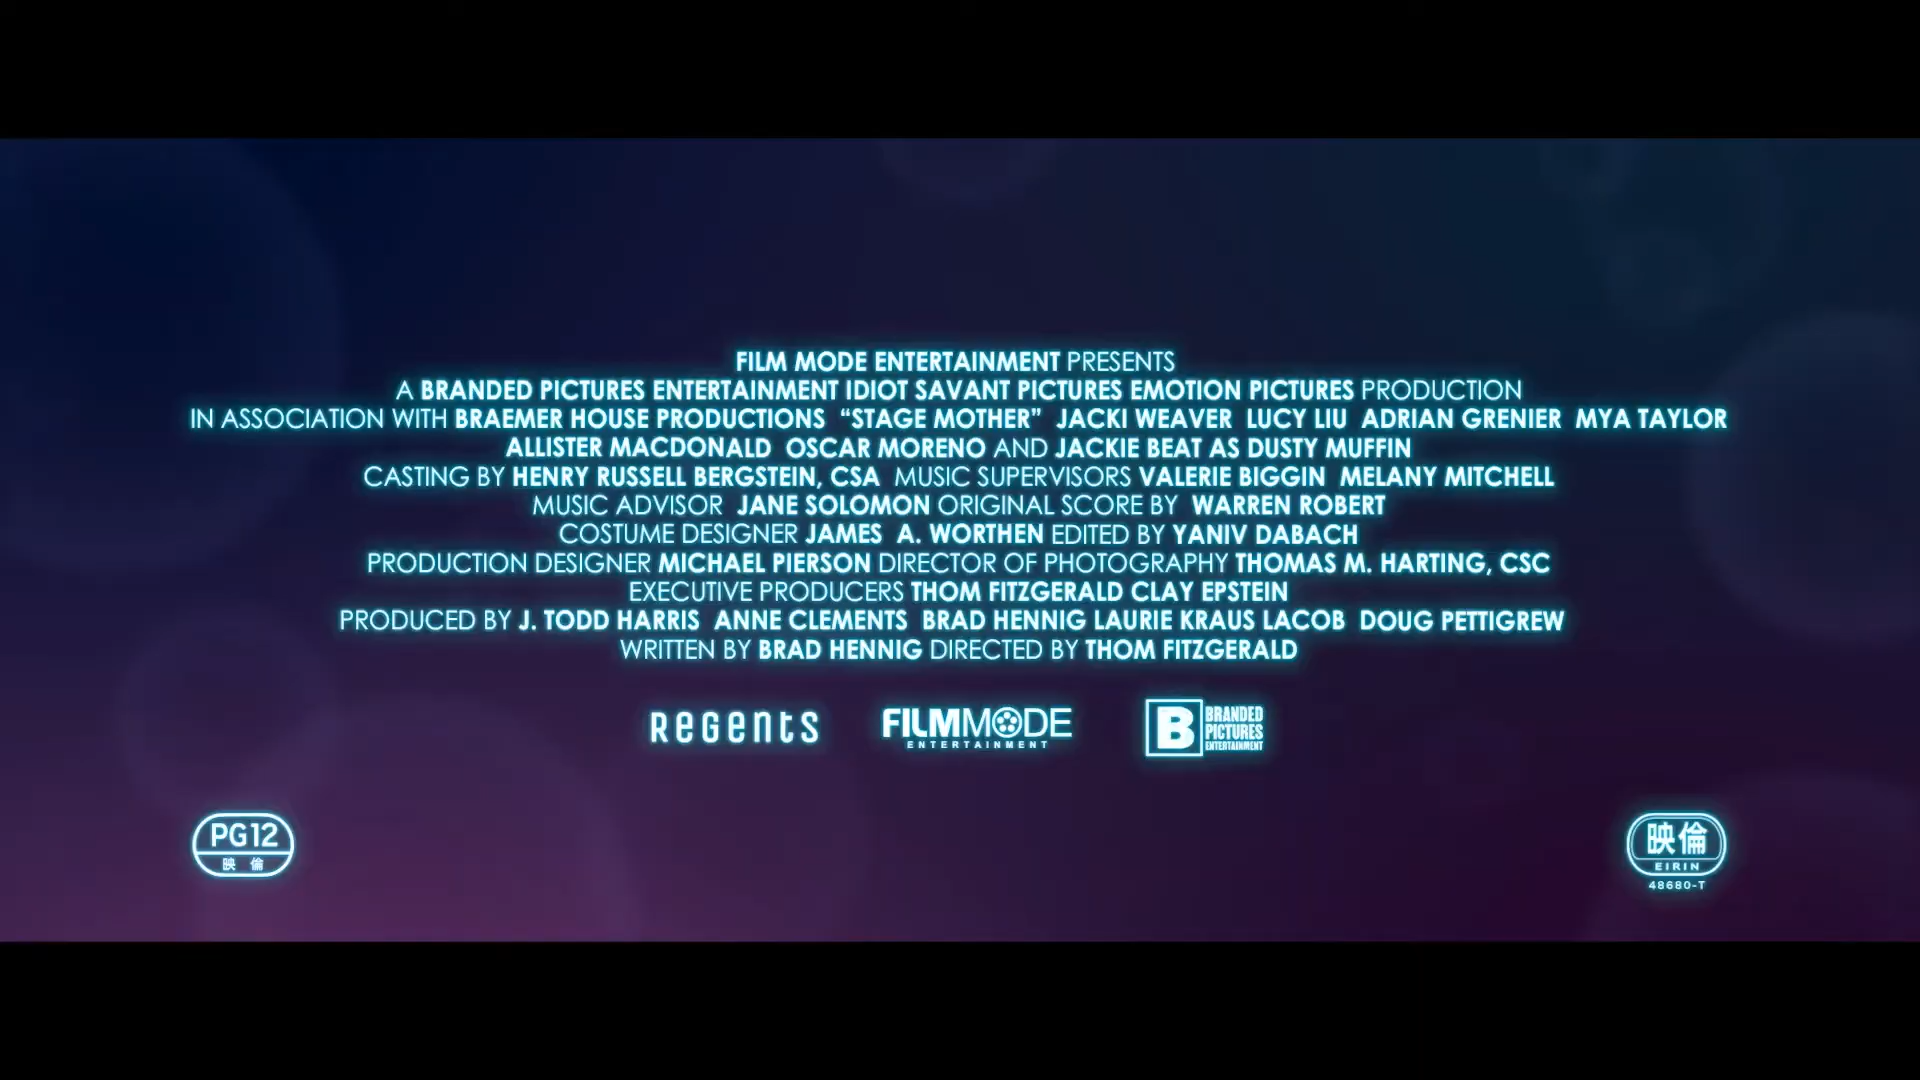 FILM MODE ENTERTAINMENT PRESENTS
A BRANDED PICTURES ENTERTAINMENT IDIOT SAVANT PICTURES EMOTION PICTURES PRODUCTION
IN ASSOCIATION WITH BRAEMER HOUSE PRODUCTIONS “STAGE MOTHER” JACKI WEAVER LUCY LIU ADRIAN GRENIER MYA TAYLOR
ALLISTER MACDONALD OSCAR MORENO AND JACKIE BEAT AS DUSTY MUFFIN
CASTING BY HENRY RUSSELL BERGSTEIN, CSA MUSIC SUPERVISORS VALERIE BIGGIN MELANY MITCHELL
MUSIC ADVISOR JANE SOLOMON ORIGINAL SCORE BY WARREN ROBERT
COSTUME DESIGNER JAMES A. WORTHEN EDITED BY YANIV DABACH
PRODUCTION DESIGNER MICHAEL PIERSON DIRECTOR OF PHOTOGRAPHY THOMAS M. HARTING, CSC
EXECUTIVE PRODUCERS THOM FITZGERALD CLAY EPSTEIN
PRODUCED BY J. TODD HARRIS ANNE CLEMENTS BRAD HENNIG LAURIE KRAUS LACOB DOUG PETTIGREW
WRITTEN BY BRAD HENNIG DIRECTED BY THOM FITZGERALD
REGENTS
FILMMODE
ENTERTAINMENT
B
BRANDED
PICTURES
ENTERTAINMENT
PG12
映倫
映倫
EIRIN
48680-T